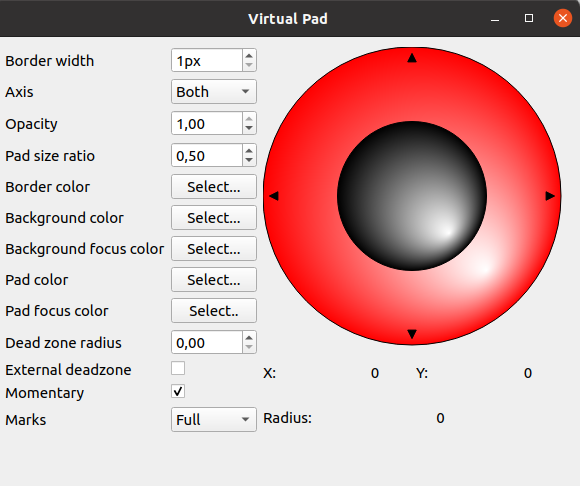 Virtual Pad
Border width 1px
Axis Both
Opacity 1,00
Pad size ratio 0,50
Border color Select...
Background color Select...
Background focus color Select...
Pad color Select...
Pad focus color Select..
Dead zone radius 0,00
External deadzone
Momentary
Marks Full
X: 0 Y: 0
Radius: 0